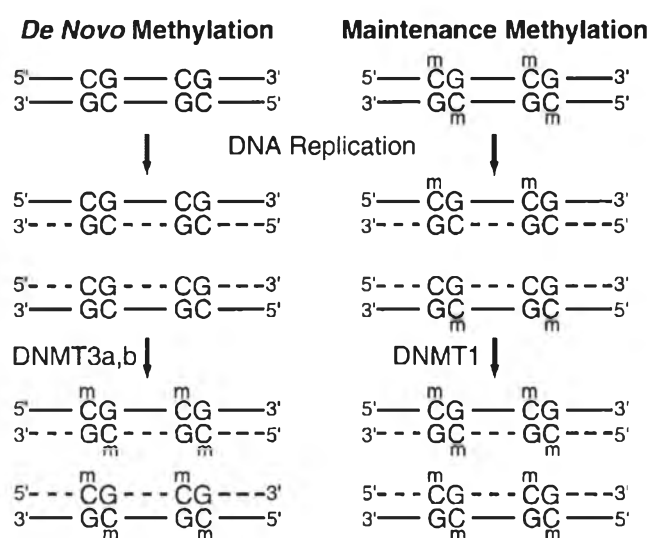 De Novo Methylation Maintenance Methylation
m m
5' CG CG 3' 5' CG CG 3'
3' GC GC 5' 3' GC GC 5'
m m
DNA Replication
m m
5' CG CG 3' 5' CG CG 3'
3' GC GC 5' 3' GC GC 5'
5' CG CG 3' 5' CG CG 3'
3' GC GC 5' 3' GC GC 5'
m m
DNMT3a,b DNMT1
m m m m
5' CG CG 3' 5' CG CG 3'
3' GC GC 5' 3' GC GC 5'
m m m m
m m m m
5' CG CG 3' 5' CG CG 3'
3' GC GC 5' 3' GC GC 5'
m m m m